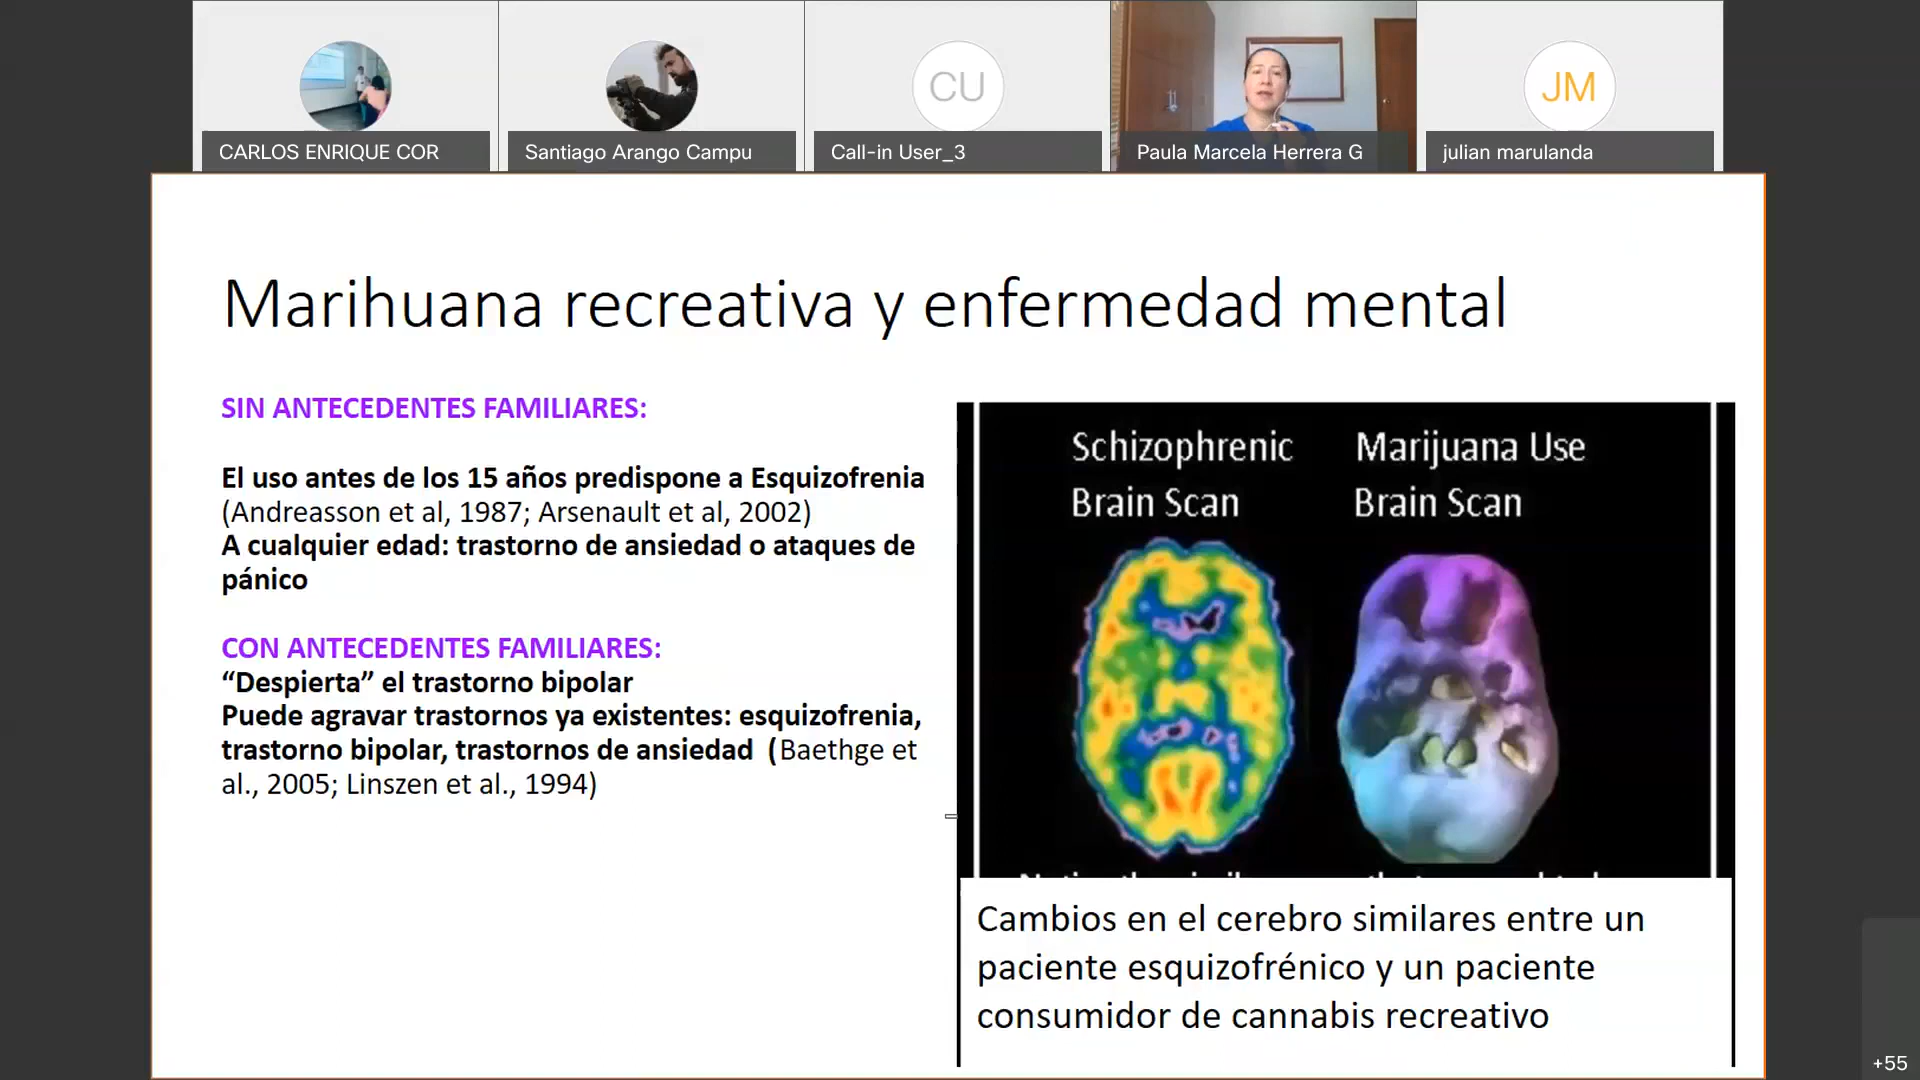 CARLOS ENRIQUE COR
Santiago Arango Campu
CU
Call-in User_3
Paula Marcela Herrera G
JM
julian marulanda
Marihuana recreativa y enfermedad mental
SIN ANTECEDENTES FAMILIARES:
El uso antes de los 15 años predispone a Esquizofrenia
(Andreasson et al, 1987; Arsenault et al, 2002)
A cualquier edad: trastorno de ansiedad o ataques de
pánico
CON ANTECEDENTES FAMILIARES:
“Despierta” el trastorno bipolar
Puede agravar trastornos ya existentes: esquizofrenia,
trastorno bipolar, trastornos de ansiedad (Baethge et
al., 2005; Linszen et al., 1994)
Schizophrenic
Brain Scan
Marijuana Use
Brain Scan
Cambios en el cerebro similares entre un
paciente esquizofrénico y un paciente
consumidor de cannabis recreativo
+55